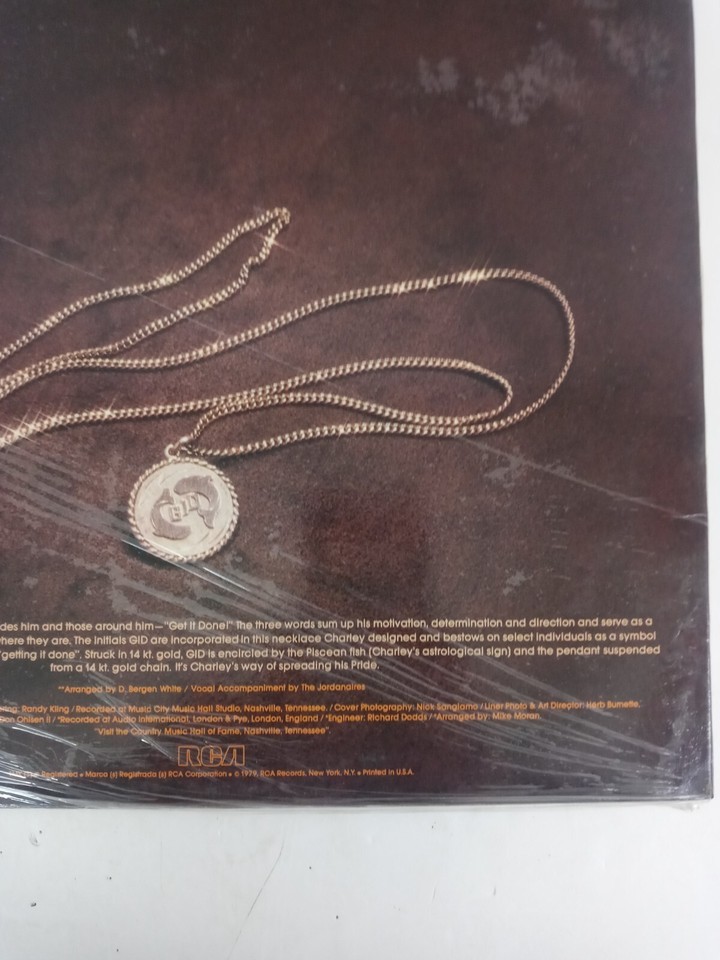 GID
des him and those around him—"Get It Done!" The three words sum up his motivation, determination and direction and serve as a
here they are. The initials GID are incorporated in this necklace Charley designed and bestows on select individuals as a symbol
"getting it done". Struck in 14 kt. gold, GID is encircled by the Piscean fish (Charley's astrological sign) and the pendant suspended
from a 14 kt. gold chain. It's Charley's way of spreading his Pride.
**Arranged by D. Bergen White / Vocal Accompaniment by The Jordanaires
ring: Randy Kling / Recorded at Music City Music Hall Studio, Nashville, Tennessee. / Cover Photography: Nick Sangiamo / Liner Photo & Art Director: Herb Burnette.
Ohlsen II / *Recorded at Audio International, London & Pye, London, England / *Engineer: Richard Dodds / *Arranged by: Mike Moran.
"Visit the Country Music Hall of Fame, Nashville, Tennessee".
RCA
Registered • Marca(s) Registrada(s) RCA Corporation • © 1979, RCA Records, New York, N.Y. • Printed in U.S.A.